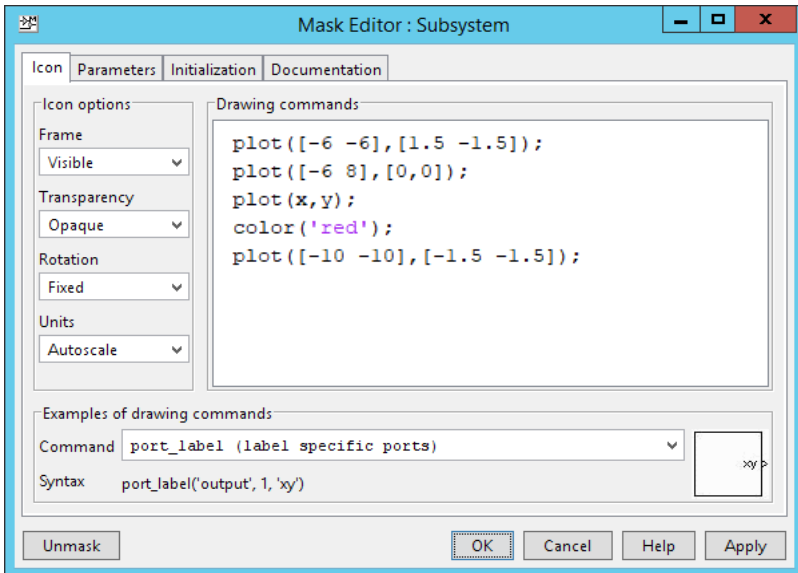 Mask Editor : Subsystem
Icon Parameters Initialization Documentation
Icon options
Frame
Visible
Transparency
Opaque
Rotation
Fixed
Units
Autoscale
Drawing commands
plot([-6 -6],[1.5 -1.5]);
plot([-6 8],[0,0]);
plot(x,y);
color('red');
plot([-10 -10],[-1.5 -1.5]);
Examples of drawing commands
Command port_label (label specific ports)
Syntax port_label('output', 1, 'xy')
xy
Unmask OK Cancel Help Apply